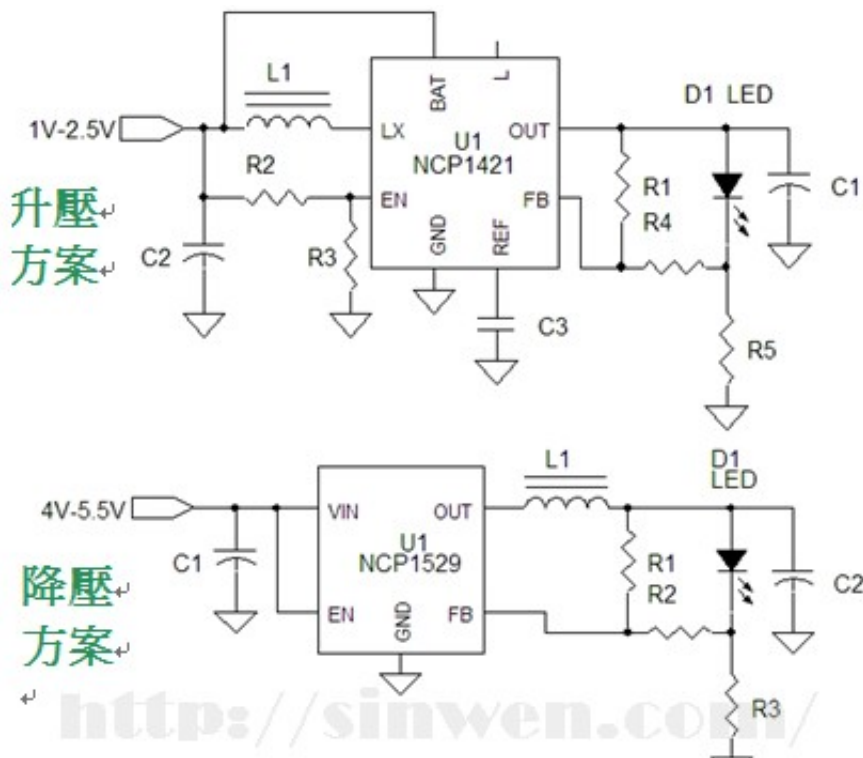 L1
BAT
L
D1 LED
1V-2.5V
LX
U1
OUT
NCP1421
R2
R1
C1
EN
FB
R4
升壓
方案
C2
R3
GND
REF
C3
R5
L1
D1
LED
4V-5.5V
VIN
OUT
U1
NCP1529
C1
R1
R2
C2
EN
GND
FB
降壓
方案
R3
http://sinwen.com/